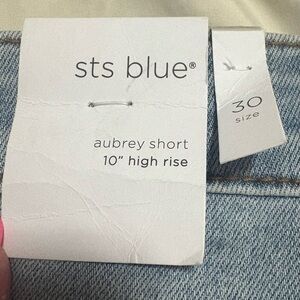 sts blue®
aubrey short
10" high rise
30
size